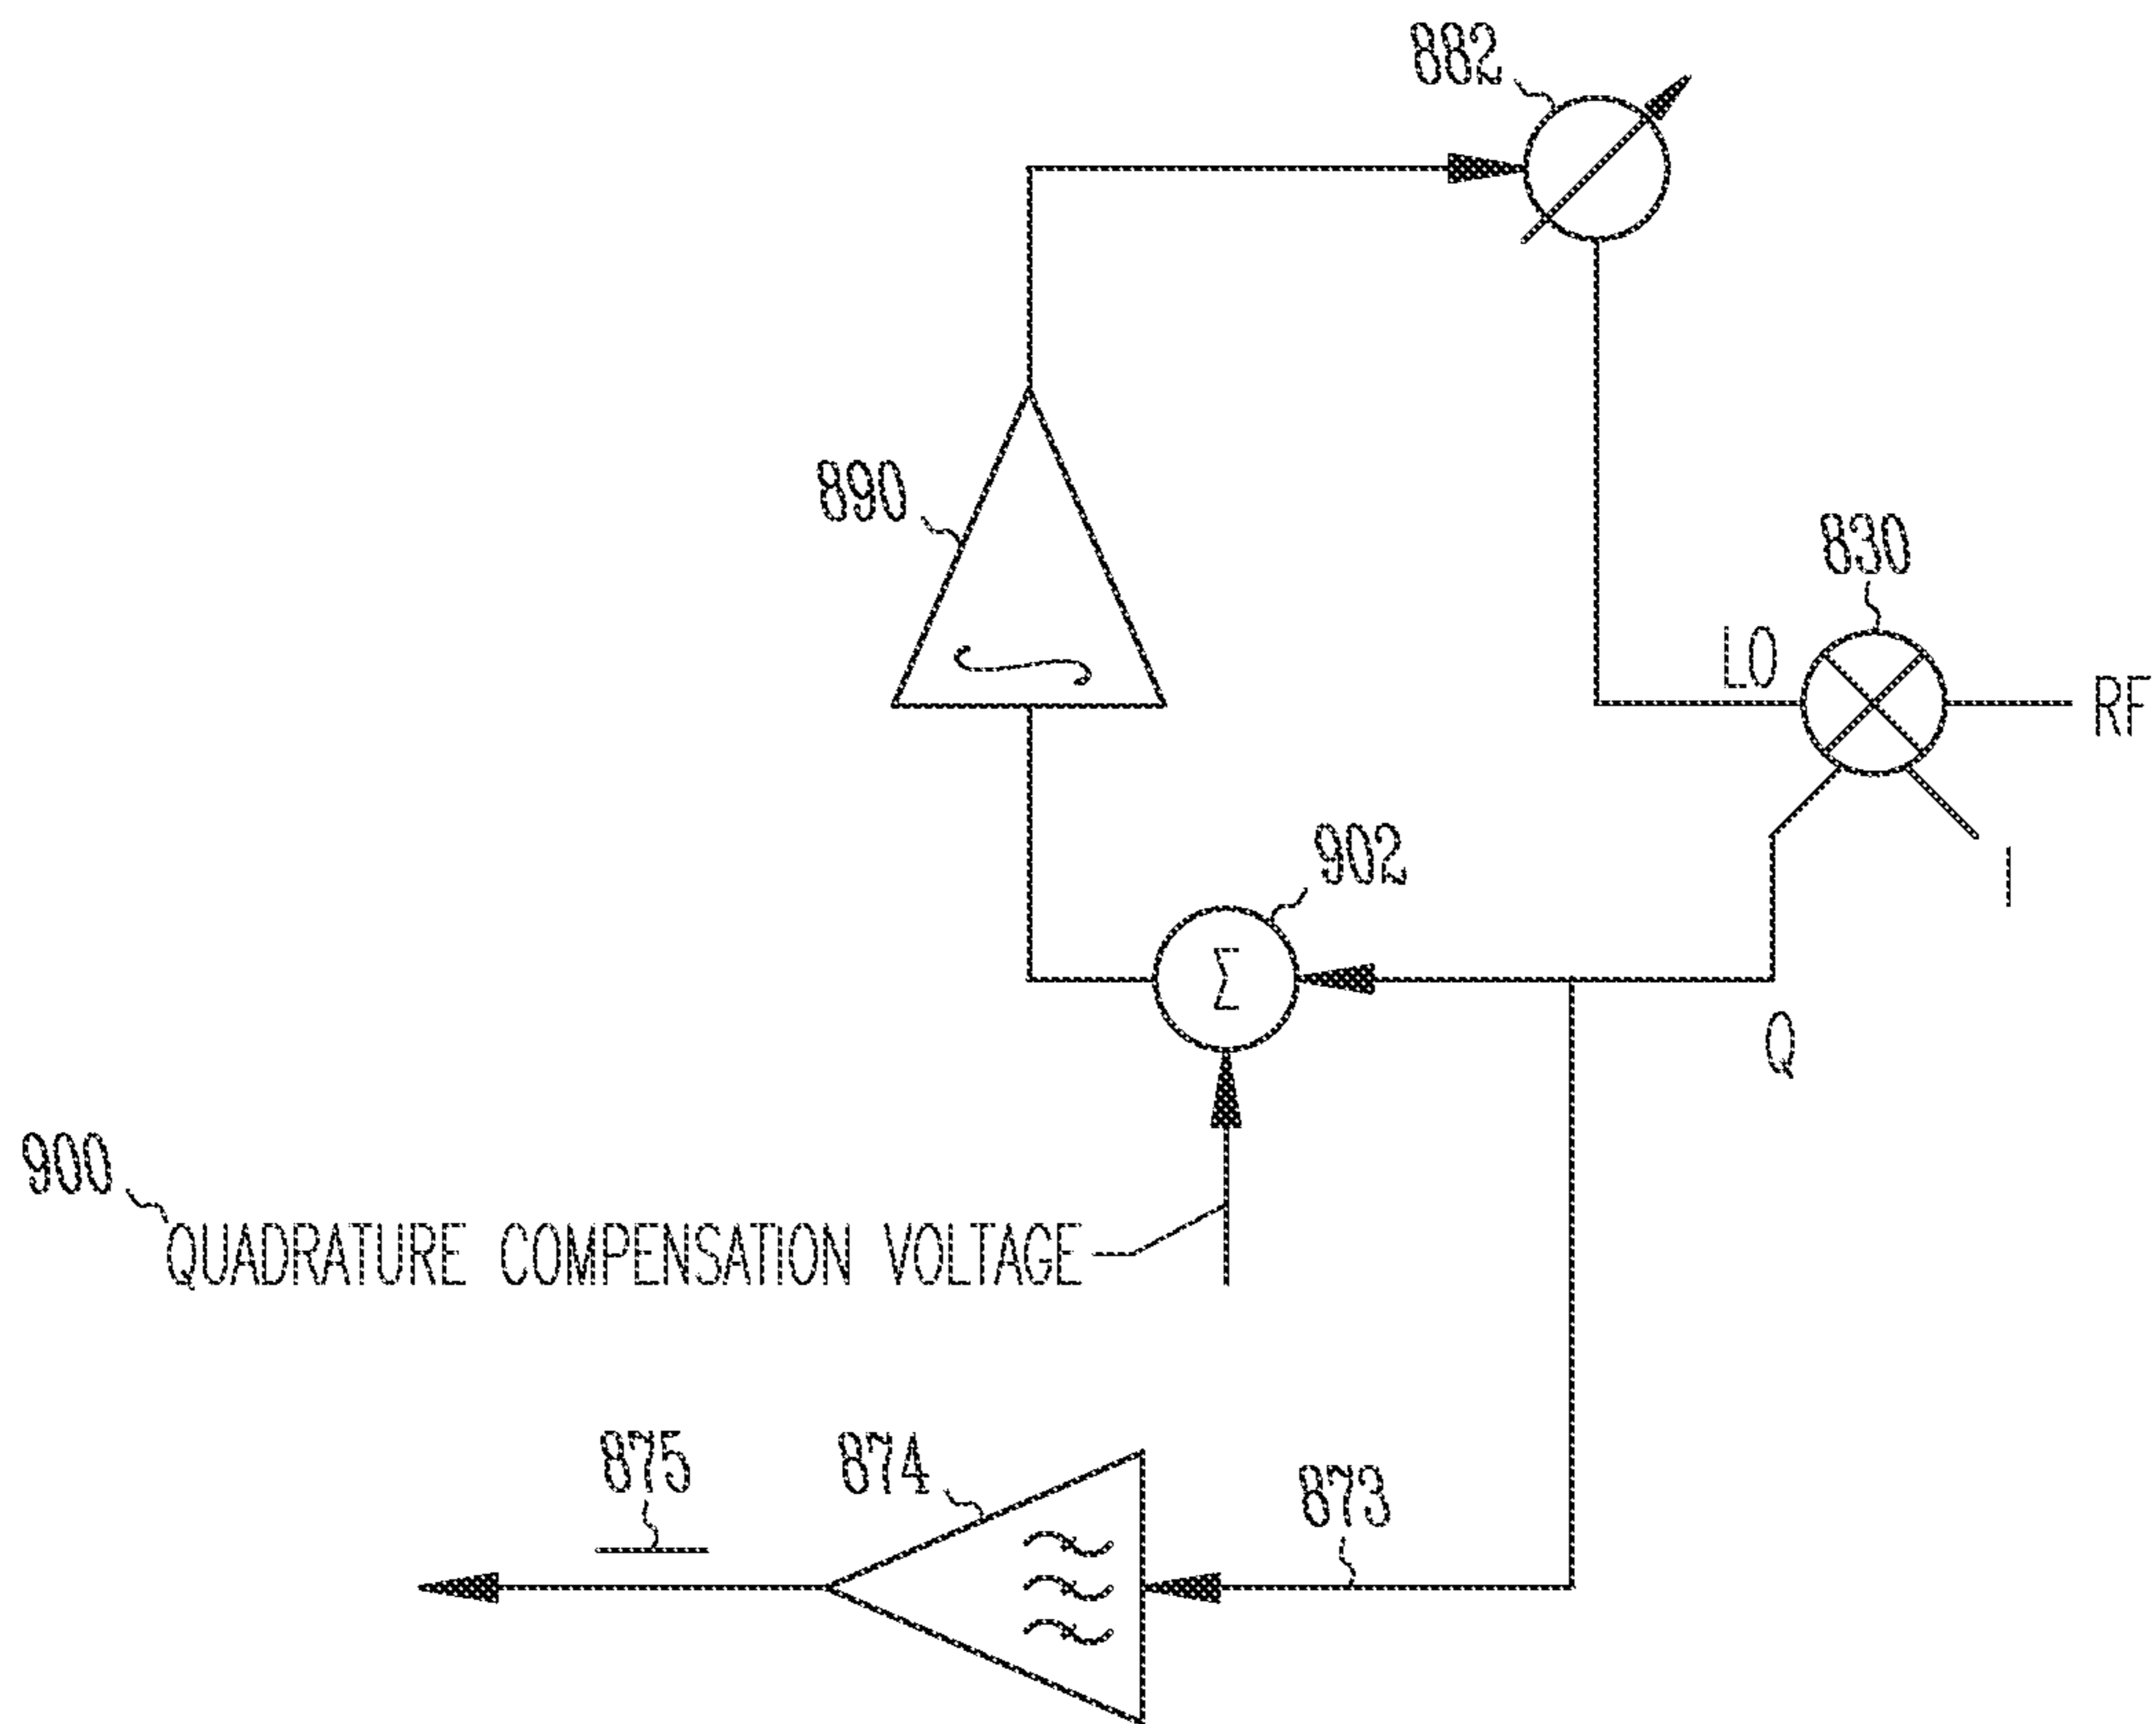 882
890
830
LO
RF
902
I
Σ
Q
900
QUADRATURE COMPENSATION VOLTAGE
875
874
873